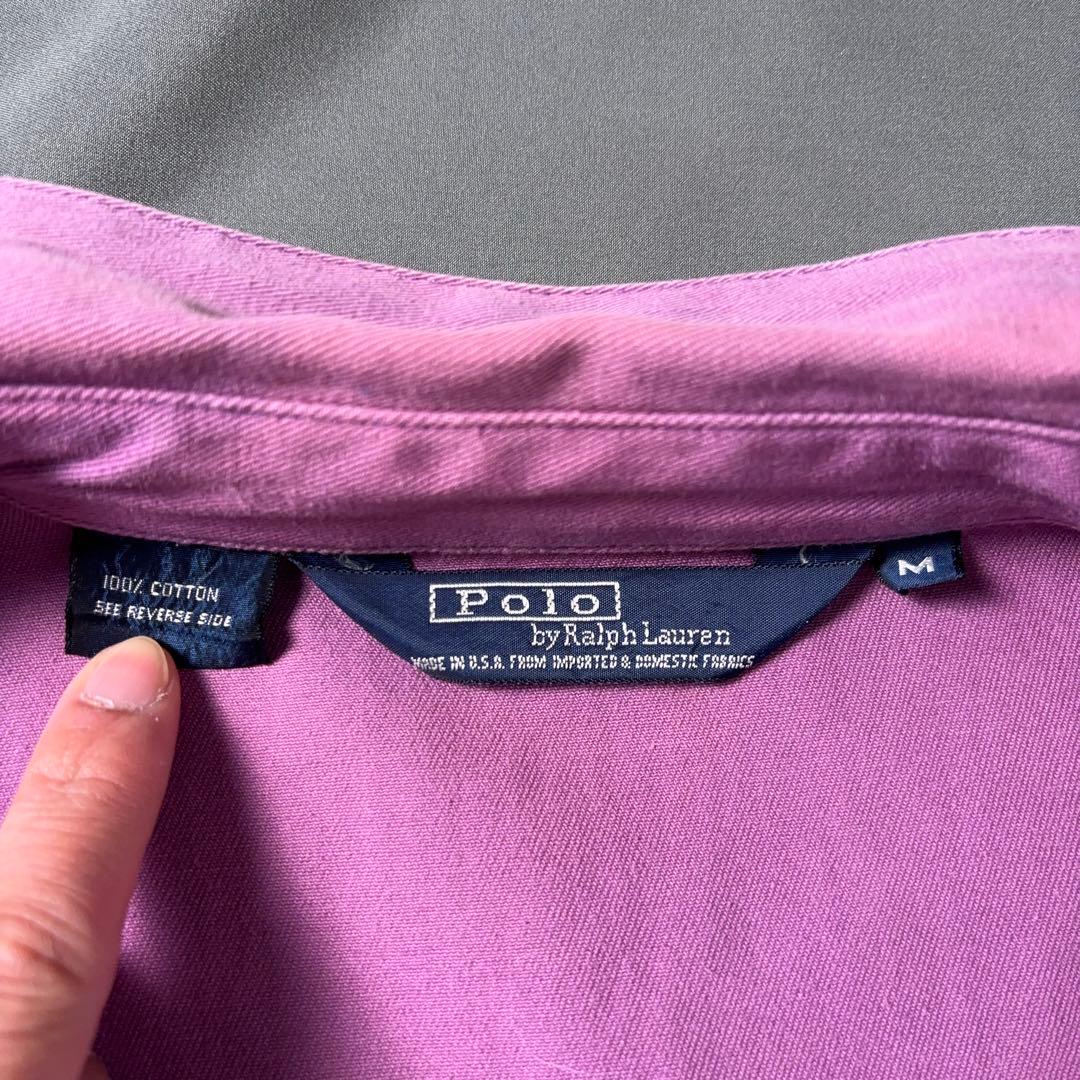 100% COTTON
SEE REVERSE SIDE
Polo
by Ralph Lauren
MADE IN U.S.A. FROM IMPORTED & DOMESTIC FABRICS
M